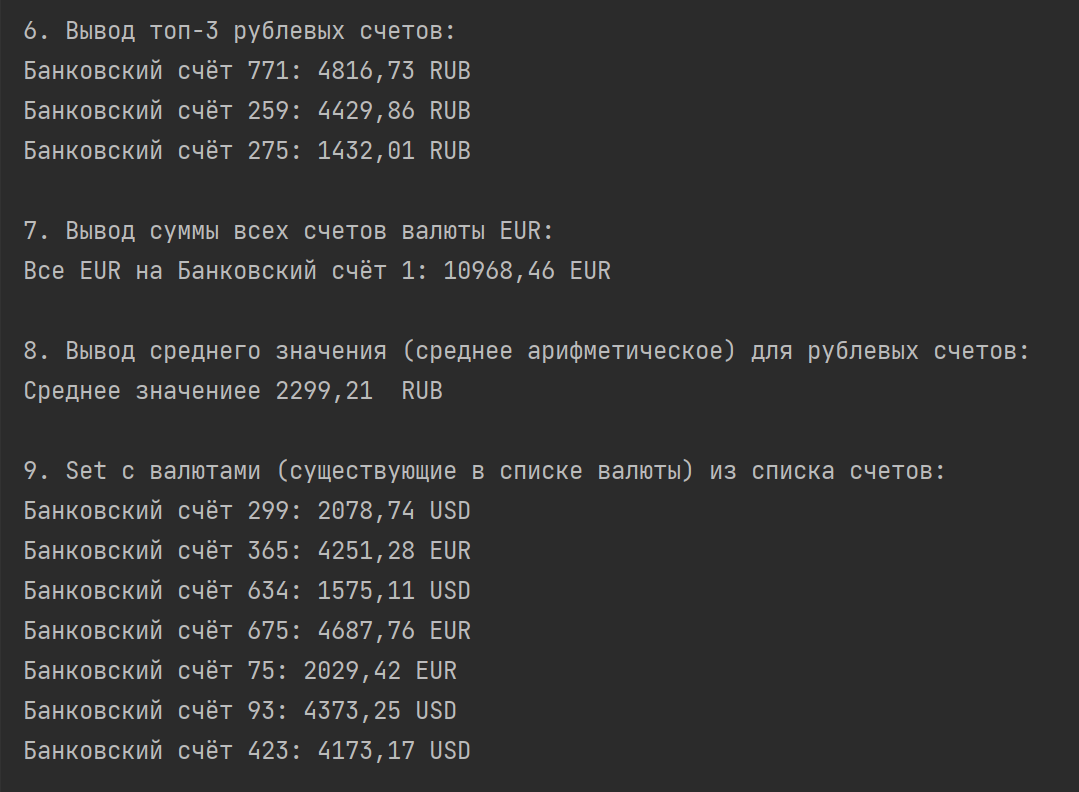 6. Вывод топ-3 рублевых счетов:
Банковский счёт 771: 4816,73 RUB
Банковский счёт 259: 4429,86 RUB
Банковский счёт 275: 1432,01 RUB
7. Вывод суммы всех счетов валюты EUR:
Все EUR на Банковский счёт 1: 10968,46 EUR
8. Вывод среднего значения (среднее арифметическое) для рублевых счетов:
Среднее значениее 2299,21  RUB
9. Set с валютами (существующие в списке валюты) из списка счетов:
Банковский счёт 299: 2078,74 USD
Банковский счёт 365: 4251,28 EUR
Банковский счёт 634: 1575,11 USD
Банковский счёт 675: 4687,76 EUR
Банковский счёт 75: 2029,42 EUR
Банковский счёт 93: 4373,25 USD
Банковский счёт 423: 4173,17 USD